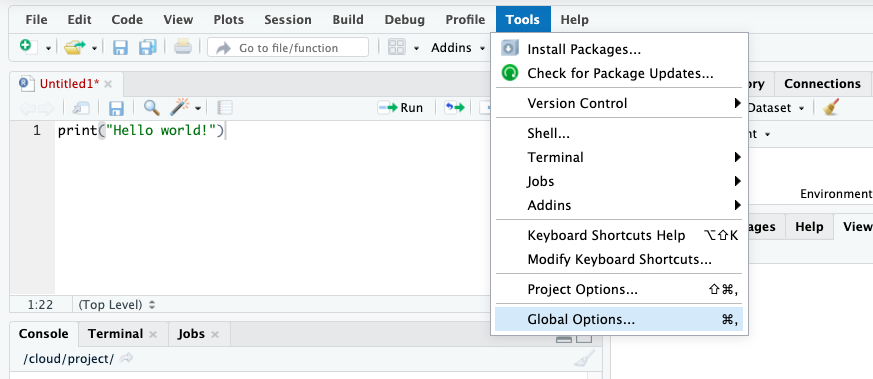 File Edit Code View Plots Session Build Debug Profile Tools Help
Go to file/function Addins
Install Packages...
Check for Package Updates...
Version Control
Shell...
Terminal
Jobs
Addins
Keyboard Shortcuts Help ⌥⇧K
Modify Keyboard Shortcuts...
Project Options... ⇧⌘,
Global Options... ⌘,
Untitled1*
Run
1 print("Hello world!")
1:22 (Top Level)
Console Terminal Jobs
/cloud/project/
ry Connections
Dataset
nt
Environment
ages Help View